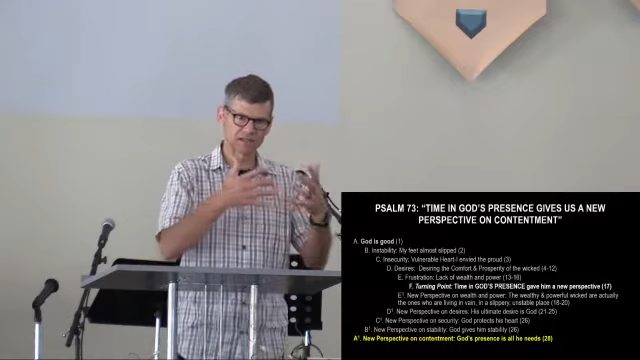 PSALM 73: “TIME IN GOD’S PRESENCE GIVES US A NEW
PERSPECTIVE ON CONTENTMENT”
A. God is good (1)
B. Instability: My feet almost slipped (2)
C. Insecurity: Vulnerable Heart-I envied the proud (3)
D. Desires: Desiring the Comfort & Prosperity of the wicked (4-12)
E. Frustration: Lack of wealth and power (13-16)
F. Turning Point: Time in GOD’S PRESENCE gave him a new perspective (17)
E¹. New Perspective on wealth and power: The wealthy & powerful wicked are actually
the ones who are living in vain, in a slippery, unstable place (18-20)
D¹. New Perspective on desires: His ultimate desire is God (21-25)
C¹. New Perspective on security: God protects his heart (26)
B¹. New Perspective on stability: God gives him stability (26)
A¹. New Perspective on contentment: God’s presence is all he needs (28)